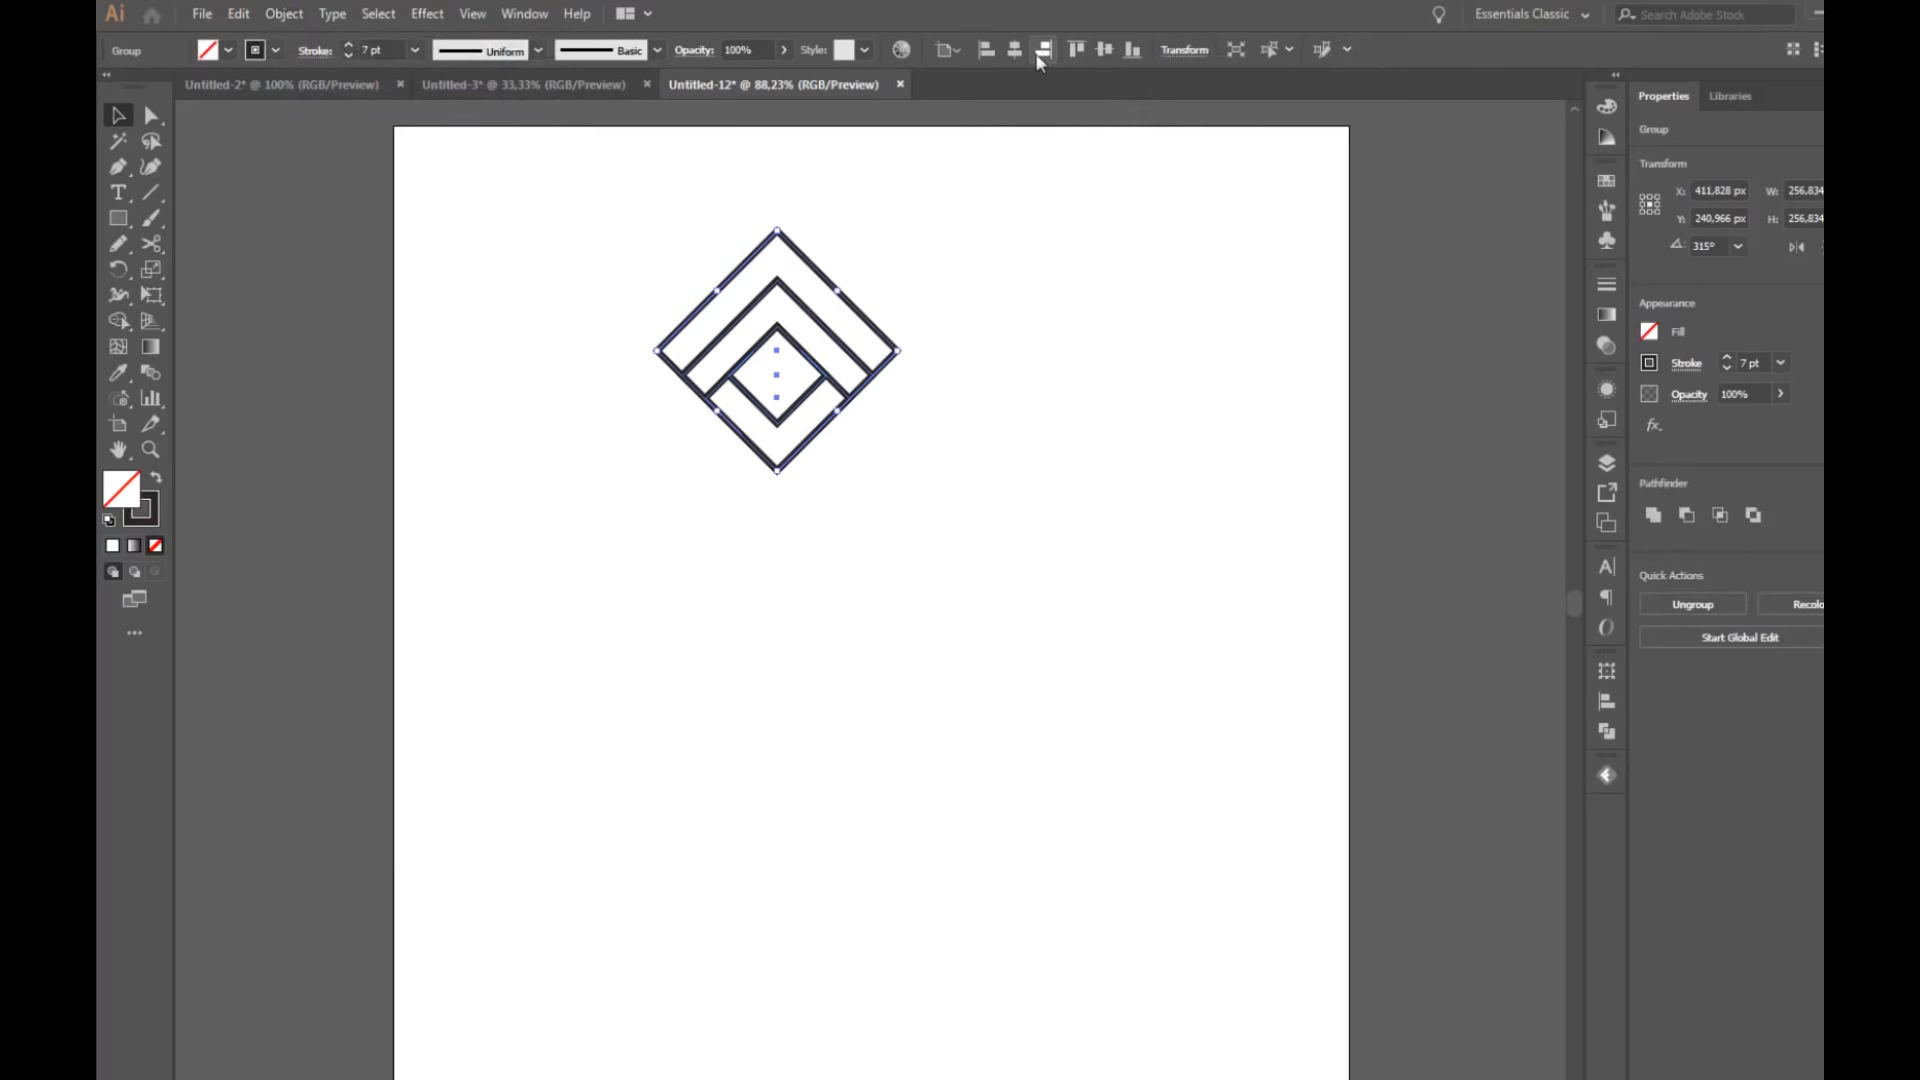 Ai File Edit Object Type Select Effect View Window Help Essentials Classic Search Adobe Stock
Group Stroke: 7 pt Uniform Basic Opacity: 100% Style: Transform
Untitled-2* @ 100% (RGB/Preview) × Untitled-3* @ 33,33% (RGB/Preview) × Untitled-12* @ 88,23% (RGB/Preview) ×
Properties Libraries
Group
Transform
X: 411,828 px W: 256,834
Y: 240,966 px H: 256,834
315°
Appearance
Fill
Stroke 7 pt
Opacity 100%
fx.
Pathfinder
Quick Actions
Ungroup Recolo
Start Global Edit